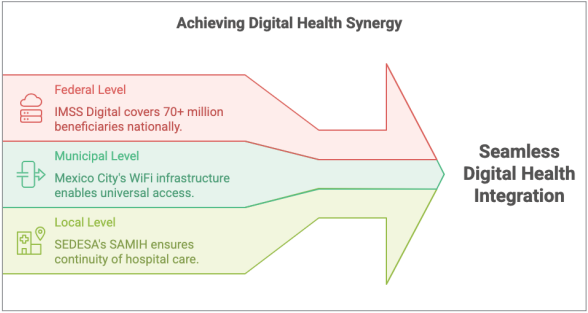 Achieving Digital Health Synergy
Federal Level
IMSS Digital covers 70+ million
beneficiaries nationally.
Municipal Level
Mexico City's WiFi infrastructure
enables universal access.
Local Level
SEDESA's SAMIH ensures
continuity of hospital care.
Seamless
Digital Health
Integration